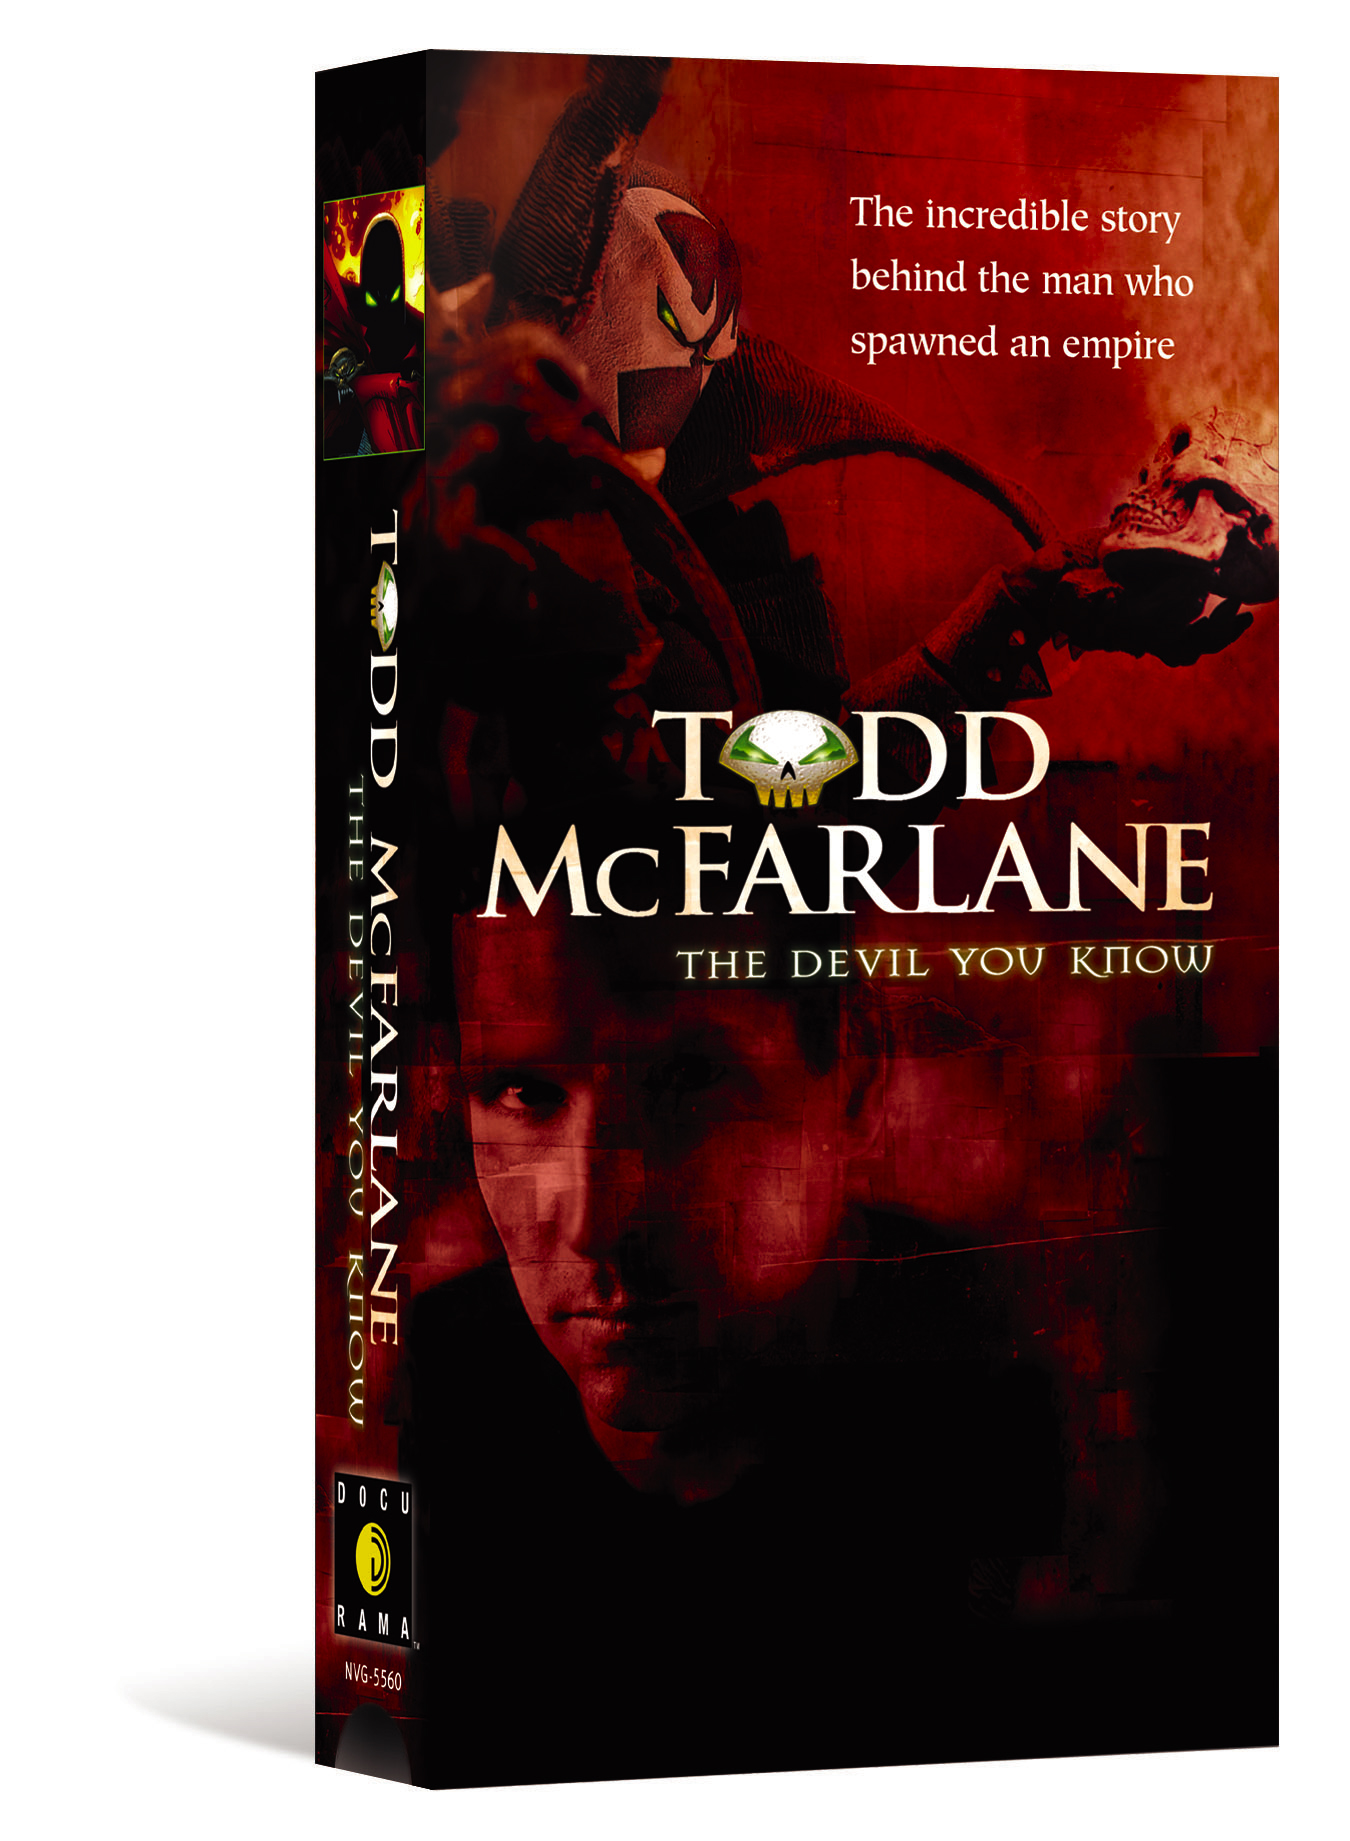 The incredible story
behind the man who
spawned an empire
TODD
McFARLANE
THE DEVIL YOU KNOW
TODD McFARLANE
THE DEVIL YOU KNOW
DOCU
D
RAMA™
NVG-5560